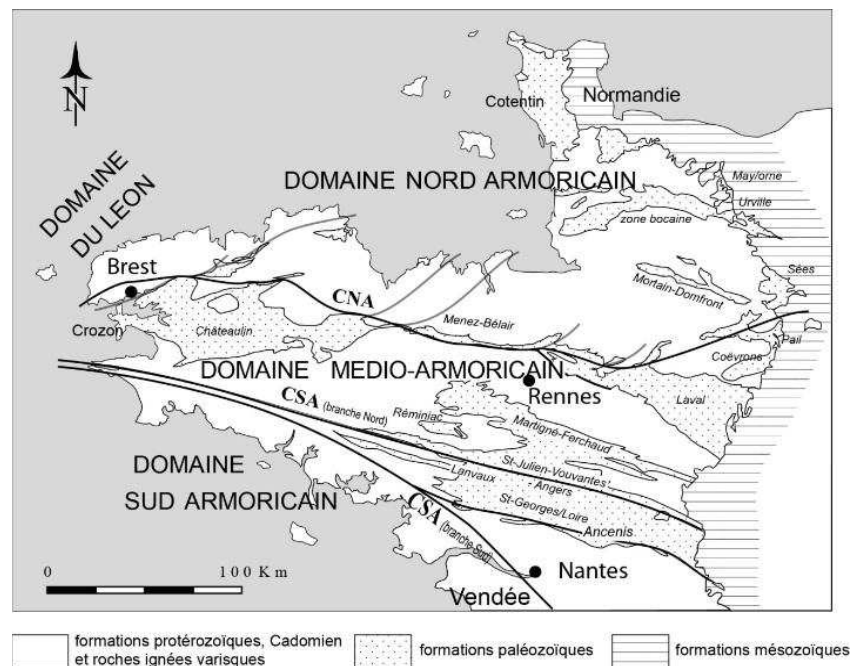 N
Cotentin
Normandie
DOMAINE
DU LEON
DOMAINE NORD ARMORICAIN
May/orne
Urville
zone bocaine
Brest
Sées
CNA
Mortain-Domfront
Crozon
Châteaulin
Menez-Bélair
Pail
Coëvrons
DOMAINE MEDIO-ARMORICAIN
Rennes
CSA (branche Nord)
Réminiac
Laval
Martigné-Ferchaud
DOMAINE
SUD ARMORICAIN
Lanvaux
St-Julien-Vouvantes
Angers
St-Georges/Loire
Ancenis
CSA (branche Sud)
0 100 Km
Nantes
Vendée
formations protérozoïques, Cadomien
et roches ignées varisques
formations paléozoïques
formations mésozoïques